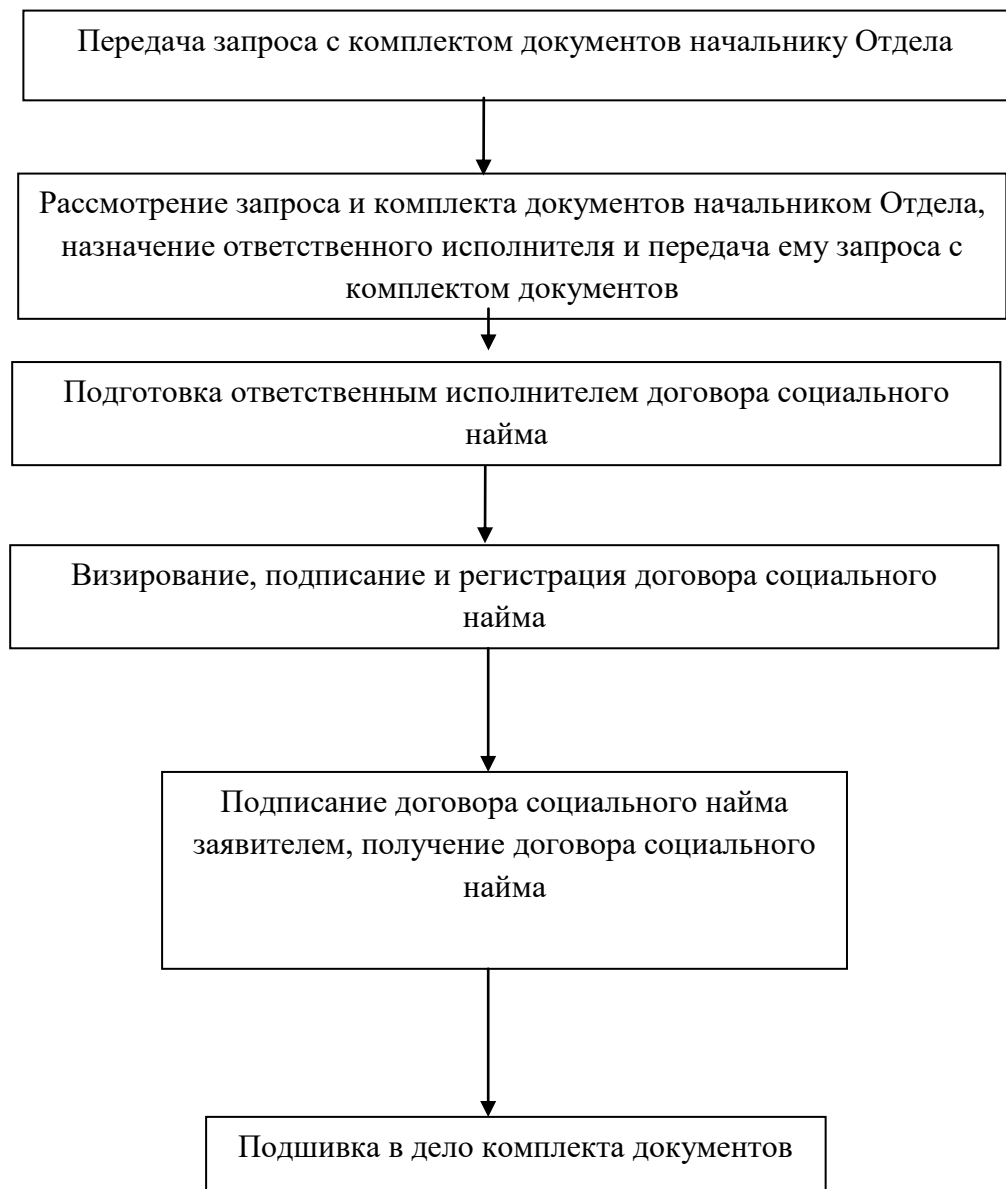 Передача запроса с комплектом документов начальнику Отдела
Рассмотрение запроса и комплекта документов начальником Отдела,
назначение ответственного исполнителя и передача ему запроса с
комплектом документов
Подготовка ответственным исполнителем договора социального
найма
Визирование, подписание и регистрация договора социального
найма
Подписание договора социального найма
заявителем, получение договора социального
найма
Подшивка в дело комплекта документов